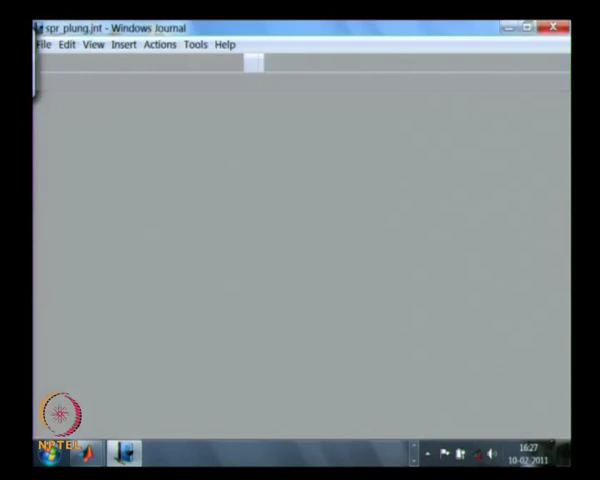 spr_plung.jnt - Windows Journal
File Edit View Insert Actions Tools Help
NPTEL
16:27
10-02-2011